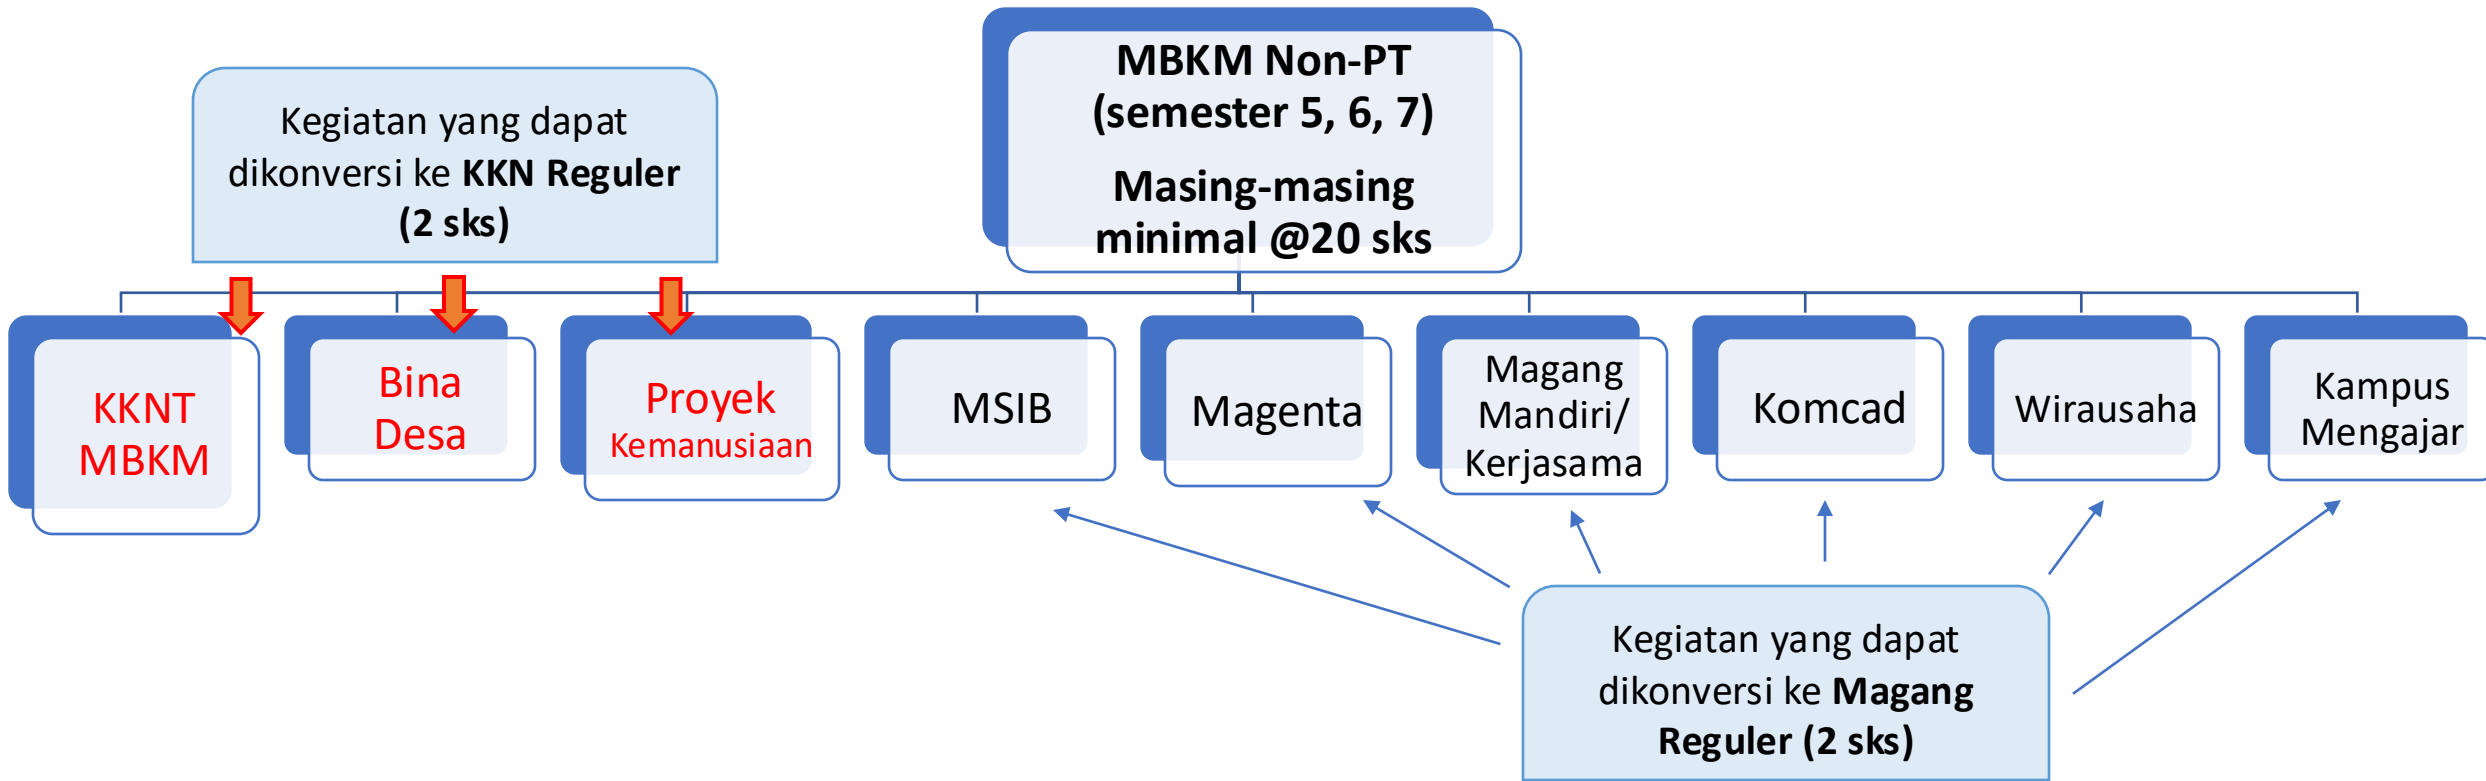 MBKM Non-PT
(semester 5, 6, 7)
Masing-masing
minimal @20 sks
Kegiatan yang dapat
dikonversi ke KKN Reguler
(2 sks)
KKNT
MBKM
Bina
Desa
Proyek
Kemanusiaan
MSIB
Magenta
Magang
Mandiri/
Kerjasama
Komcad
Wirausaha
Kampus
Mengajar
Kegiatan yang dapat
dikonversi ke Magang
Reguler (2 sks)